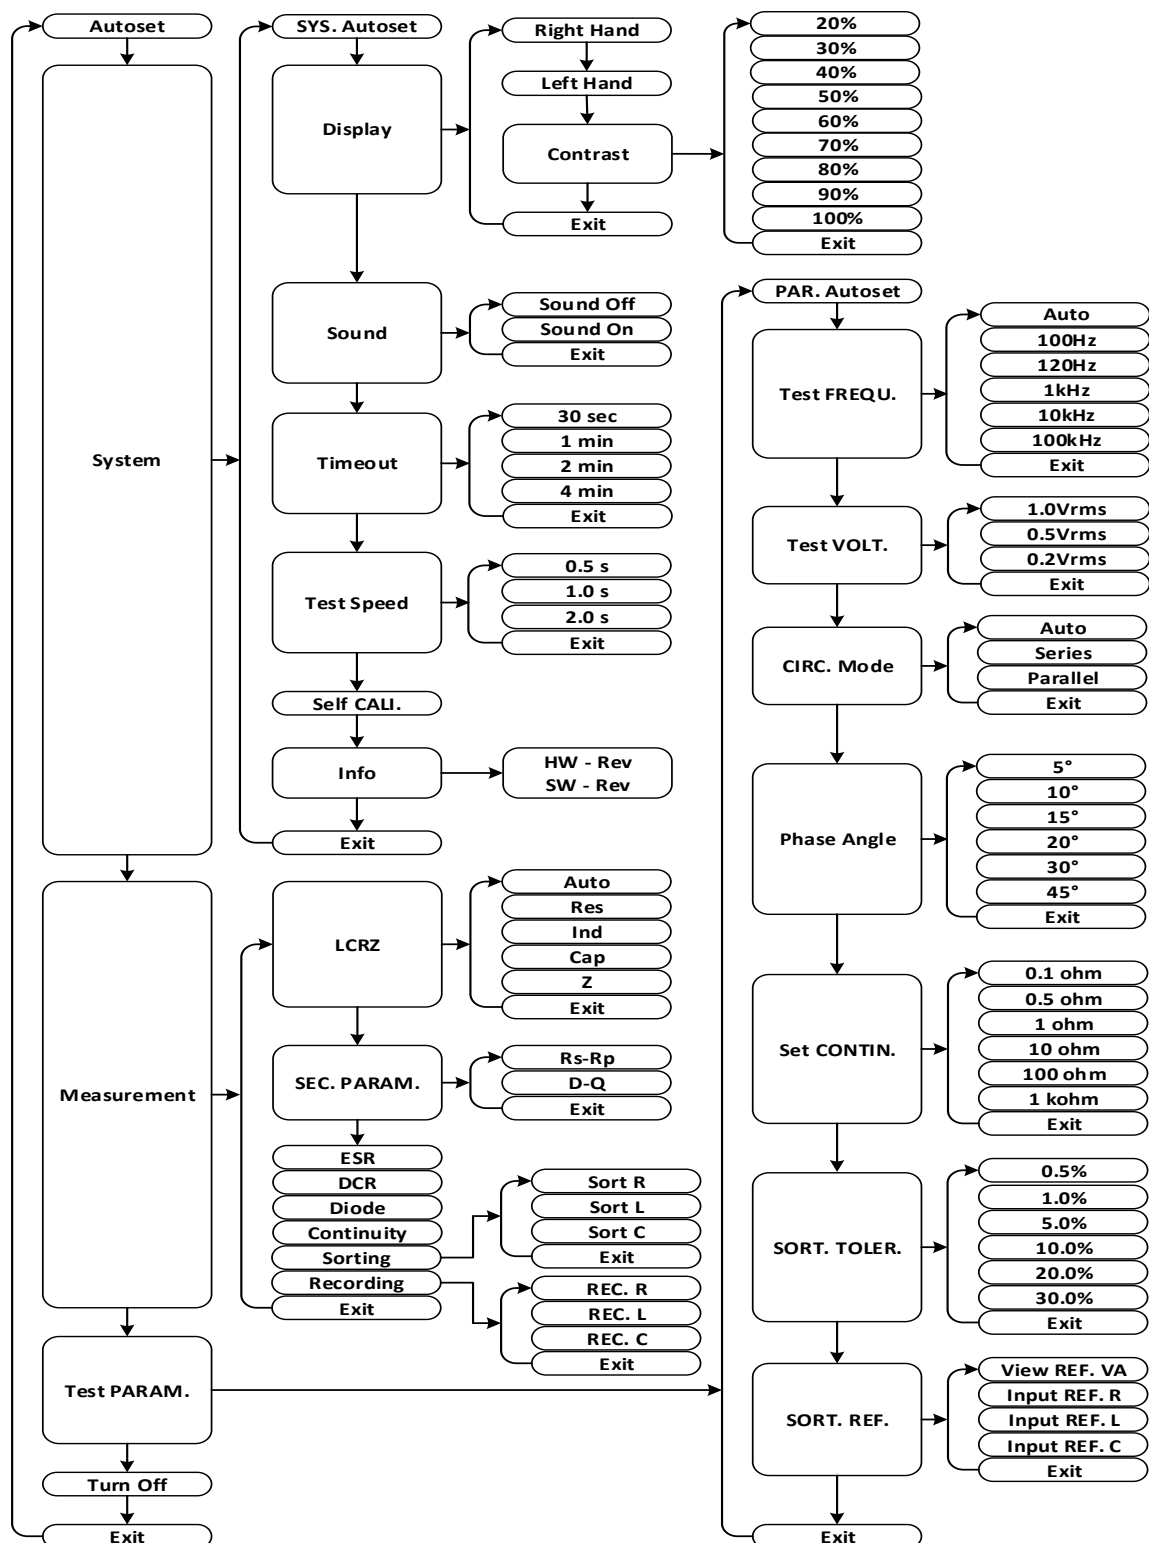 Autoset
System
Measurement
Test PARAM.
Turn Off
Exit
SYS. Autoset
Display
Sound
Timeout
Test Speed
Self CALI.
Info
Exit
Right Hand
Left Hand
Contrast
Exit
20%
30%
40%
50%
60%
70%
80%
90%
100%
Exit
Sound Off
Sound On
Exit
30 sec
1 min
2 min
4 min
Exit
0.5 s
1.0 s
2.0 s
Exit
HW - Rev
SW - Rev
LCRZ
SEC. PARAM.
ESR
DCR
Diode
Continuity
Sorting
Recording
Exit
Auto
Res
Ind
Cap
Z
Exit
Rs-Rp
D-Q
Exit
Sort R
Sort L
Sort C
Exit
REC. R
REC. L
REC. C
Exit
PAR. Autoset
Test FREQU.
Test VOLT.
CIRC. Mode
Phase Angle
Set CONTIN.
SORT. TOLER.
SORT. REF.
Exit
Auto
100Hz
120Hz
1kHz
10kHz
100kHz
Exit
1.0Vrms
0.5Vrms
0.2Vrms
Exit
Auto
Series
Parallel
Exit
5°
10°
15°
20°
30°
45°
Exit
0.1 ohm
0.5 ohm
1 ohm
10 ohm
100 ohm
1 kohm
Exit
0.5%
1.0%
5.0%
10.0%
20.0%
30.0%
Exit
View REF. VA
Input REF. R
Input REF. L
Input REF. C
Exit